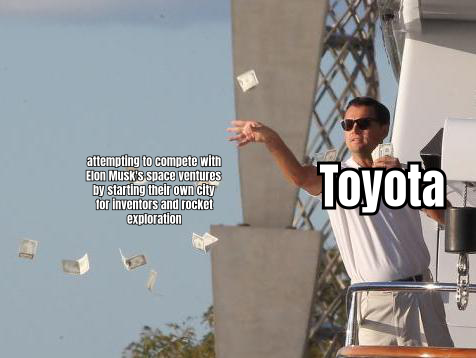 attempting to compete with
Elon Musk's space ventures
by starting their own city
for inventors and rocket
exploration
Toyota